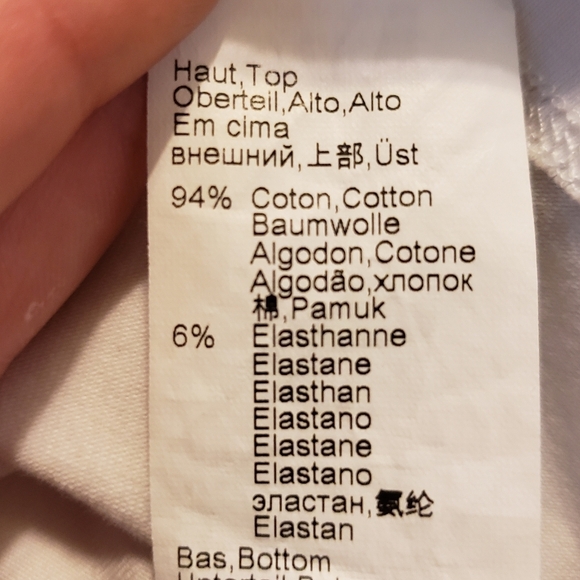 Haut,Top
Oberteil,Aito,Alto
Em cima
внешний,上部,Üst
94% Coton,Cotton
Baumwolle
Algodon,Cotone
Algodão,хлопок
棉,Pamuk
6% Elasthanne
Elastane
Elasthan
Elastano
Elastane
Elastano
эластан,氨纶
Elastan
Bas,Bottom